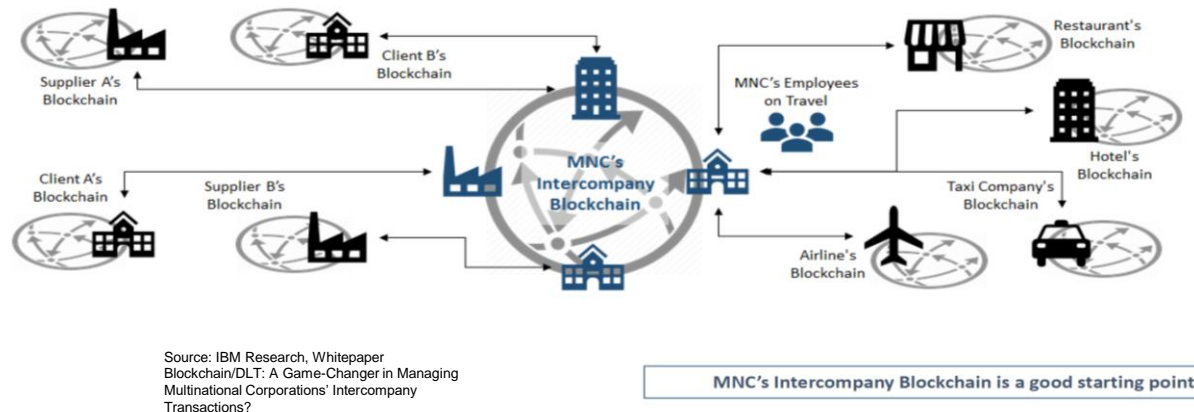 Supplier A's
Blockchain
Client B's
Blockchain
Client A's
Blockchain
Supplier B's
Blockchain
MNC's
Intercompany
Blockchain
MNC's Employees
on Travel
Restaurant's
Blockchain
Hotel's
Blockchain
Taxi Company's
Blockchain
Airline's
Blockchain
Source: IBM Research, Whitepaper
Blockchain/DLT: A Game-Changer in Managing
Multinational Corporations' Intercompany
Transactions?
MNC's Intercompany Blockchain is a good starting point